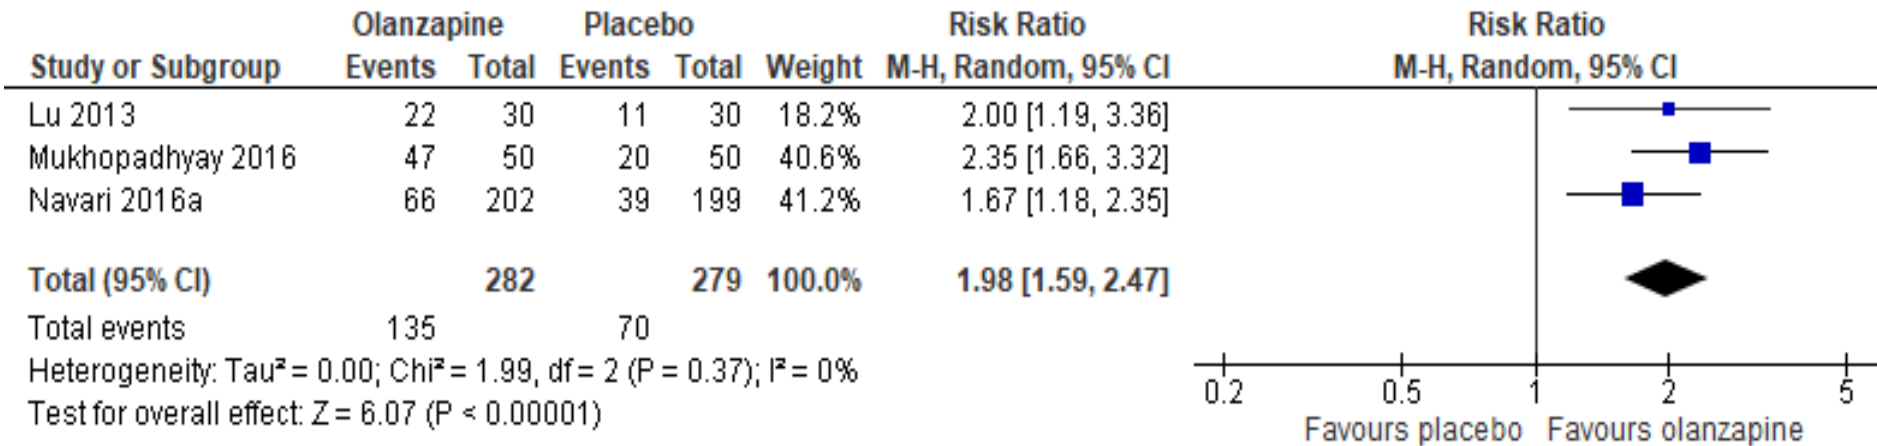 Olanzapine Placebo Risk Ratio Risk Ratio
Study or Subgroup Events Total Events Total Weight M-H, Random, 95% CI M-H, Random, 95% CI
Lu 2013 22 30 11 30 18.2% 2.00 [1.19, 3.36]
Mukhopadhyay 2016 47 50 20 50 40.6% 2.35 [1.66, 3.32]
Navari 2016a 66 202 39 199 41.2% 1.67 [1.18, 2.35]
Total (95% CI) 282 279 100.0% 1.98 [1.59, 2.47]
Total events 135 70
Heterogeneity: Tau² = 0.00; Chi² = 1.99, df = 2 (P = 0.37); I² = 0%
Test for overall effect: Z = 6.07 (P < 0.00001)
0.2 0.5 1 2 5
Favours placebo Favours olanzapine